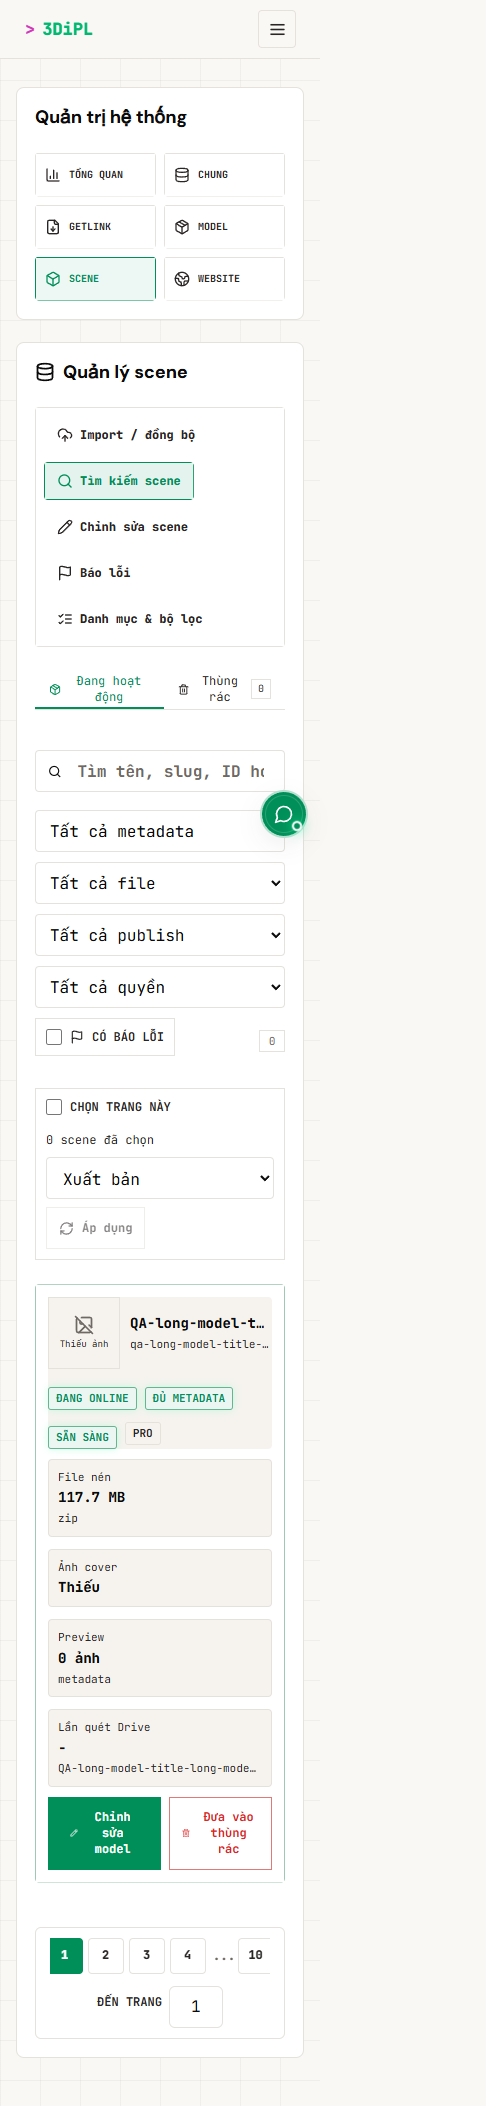 > 3DiPL
Quản trị hệ thống
TỔNG QUAN
CHUNG
GETLINK
MODEL
SCENE
WEBSITE
Quản lý scene
Import / đồng bộ
Tìm kiếm scene
Chỉnh sửa scene
Báo lỗi
Danh mục & bộ lọc
Đang hoạt
động
Thùng
rác
0
Tìm tên, slug, ID hơ
Tất cả metadata
Tất cả file
Tất cả publish
Tất cả quyền
CÓ BÁO LỖI
0
CHỌN TRANG NÀY
0 scene đã chọn
Xuất bản
Áp dụng
Thiếu ảnh
QA-long-model-t…
qa-long-model-title-…
ĐANG ONLINE
ĐỦ METADATA
SẴN SÀNG
PRO
File nén
117.7 MB
zip
Ảnh cover
Thiếu
Preview
0 ảnh
metadata
Lần quét Drive
-
QA-long-model-title-long-mode…
Chỉnh
sửa
model
Đưa vào
thùng
rác
1
2
3
4
...
10
ĐẾN TRANG
1